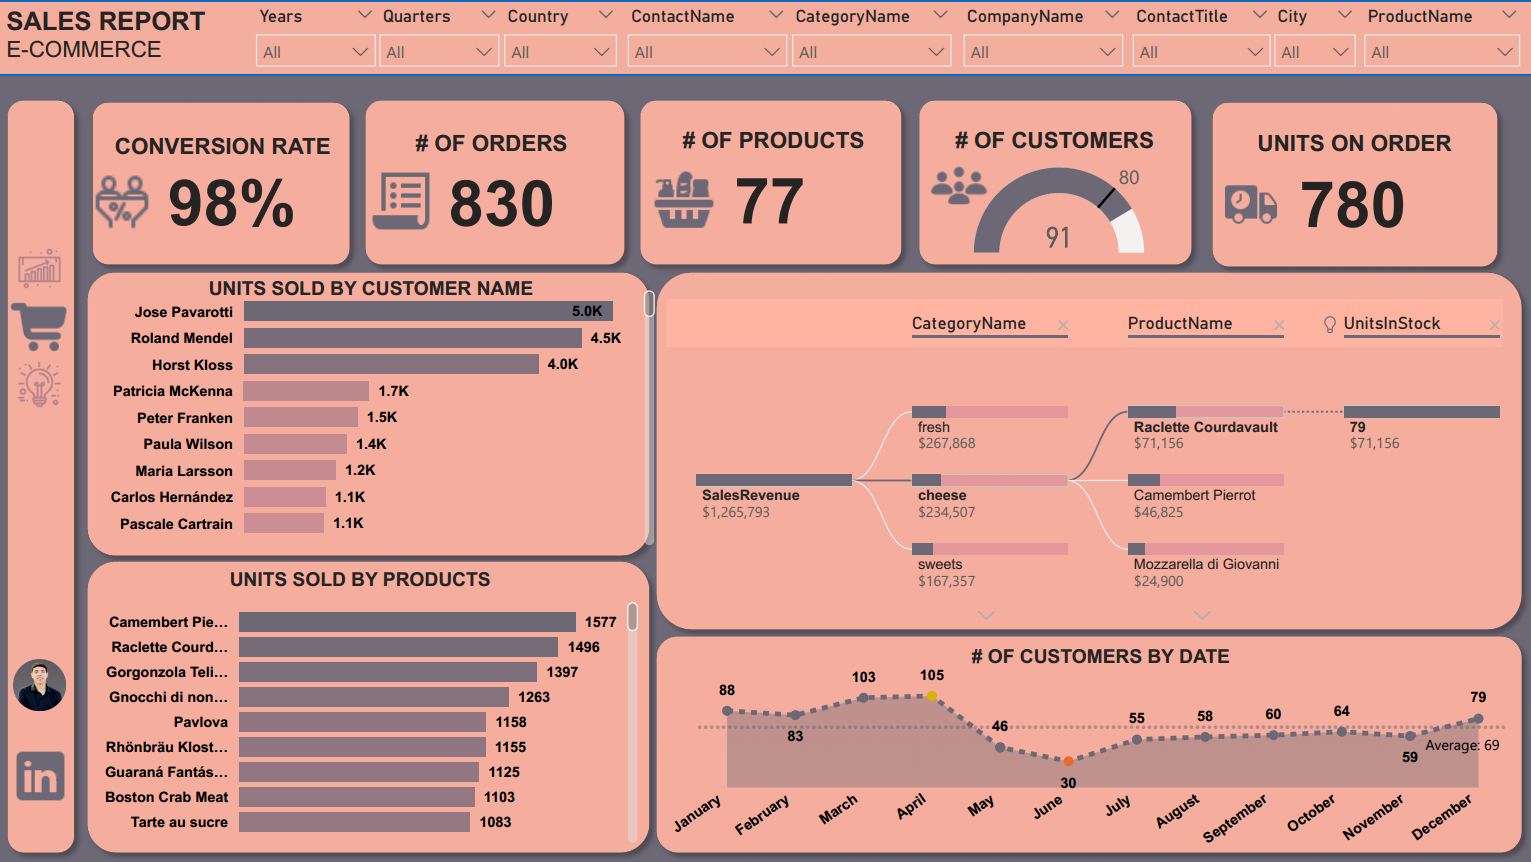 SALES REPORT
E-COMMERCE
Years Quarters Country ContactName CategoryName CompanyName ContactTitle City ProductName
All All All All All All All All All
CONVERSION RATE
98%
# OF ORDERS
830
# OF PRODUCTS
77
# OF CUSTOMERS
80
91
UNITS ON ORDER
780
UNITS SOLD BY CUSTOMER NAME
Jose Pavarotti 5.0K
Roland Mendel 4.5K
Horst Kloss 4.0K
Patricia McKenna 1.7K
Peter Franken 1.5K
Paula Wilson 1.4K
Maria Larsson 1.2K
Carlos Hernández 1.1K
Pascale Cartrain 1.1K
CategoryName ProductName UnitsInStock
SalesRevenue
$1,265,793
fresh
$267,868
cheese
$234,507
sweets
$167,357
Raclette Courdavault
$71,156
Camembert Pierrot
$46,825
Mozzarella di Giovanni
$24,900
79
$71,156
UNITS SOLD BY PRODUCTS
Camembert Pie... 1577
Raclette Courd... 1496
Gorgonzola Teli... 1397
Gnocchi di non... 1263
Pavlova 1158
Rhönbräu Klost... 1155
Guaraná Fantás... 1125
Boston Crab Meat 1103
Tarte au sucre 1083
in
# OF CUSTOMERS BY DATE
88 83 103 105 46 30 55 58 60 64 59 79
Average: 69
January February March April May June July August September October November December